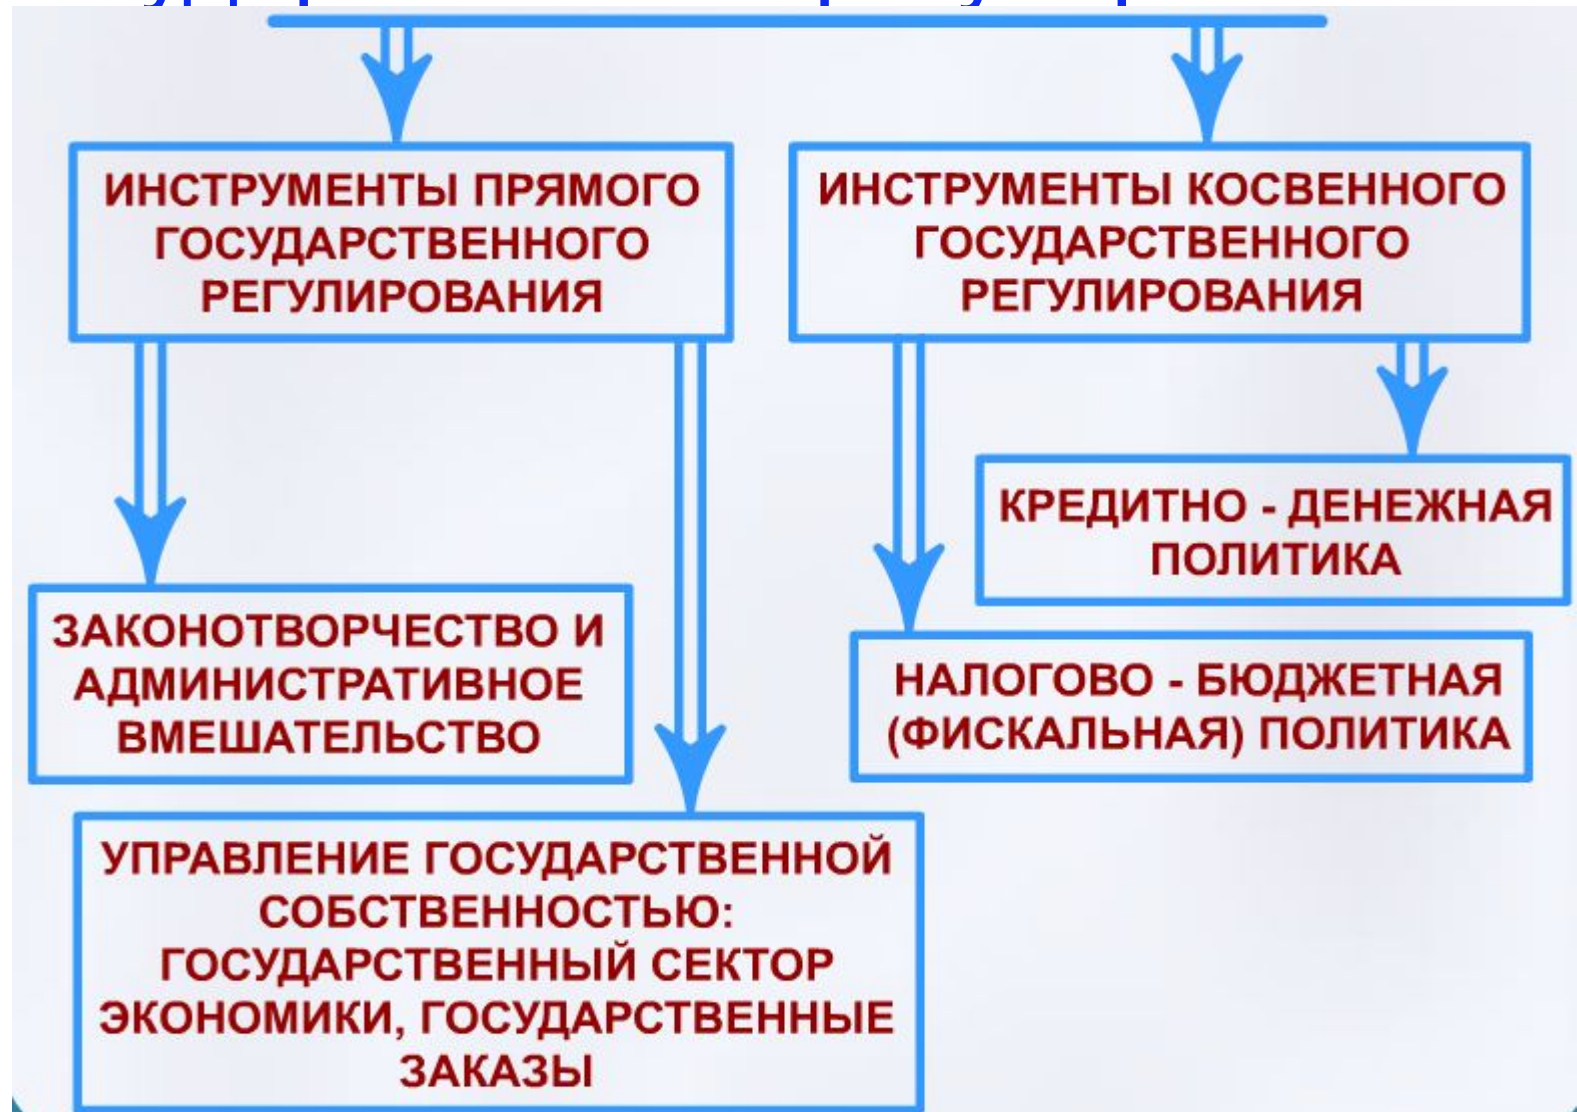 ИНСТРУМЕНТЫ ПРЯМОГО
ГОСУДАРСТВЕННОГО
РЕГУЛИРОВАНИЯ
ИНСТРУМЕНТЫ КОСВЕННОГО
ГОСУДАРСТВЕННОГО
РЕГУЛИРОВАНИЯ
КРЕДИТНО - ДЕНЕЖНАЯ
ПОЛИТИКА
ЗАКОНОТВОРЧЕСТВО И
АДМИНИСТРАТИВНОЕ
ВМЕШАТЕЛЬСТВО
НАЛОГОВО - БЮДЖЕТНАЯ
(ФИСКАЛЬНАЯ) ПОЛИТИКА
УПРАВЛЕНИЕ ГОСУДАРСТВЕННОЙ
СОБСТВЕННОСТЬЮ:
ГОСУДАРСТВЕННЫЙ СЕКТОР
ЭКОНОМИКИ, ГОСУДАРСТВЕННЫЕ
ЗАКАЗЫ